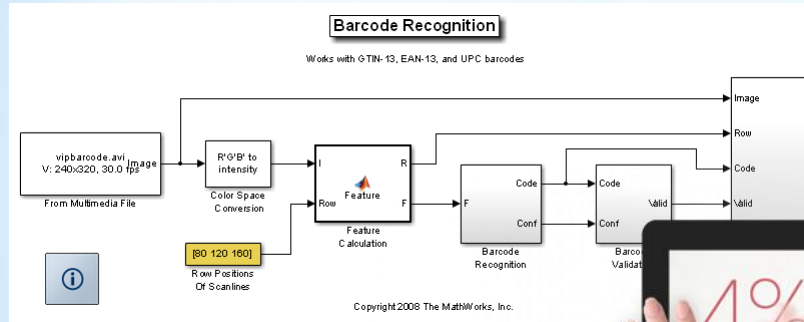 Barcode Recognition
Works with GTIN-13, EAN-13, and UPC barcodes
vipbarcode.avi
V: 240x320, 30.0 fps
Image
From Multimedia File
R'G'B' to
intensity
Color Space
Conversion
[80 120 160]
Row Positions
Of Scanlines
I
Row
Feature
R
F
Feature
Calculation
F
Code
Conf
Barcode
Recognition
Code
Conf
Valid
Image
Row
Code
Valid
Copyright 2008 The MathWorks, Inc.
4%